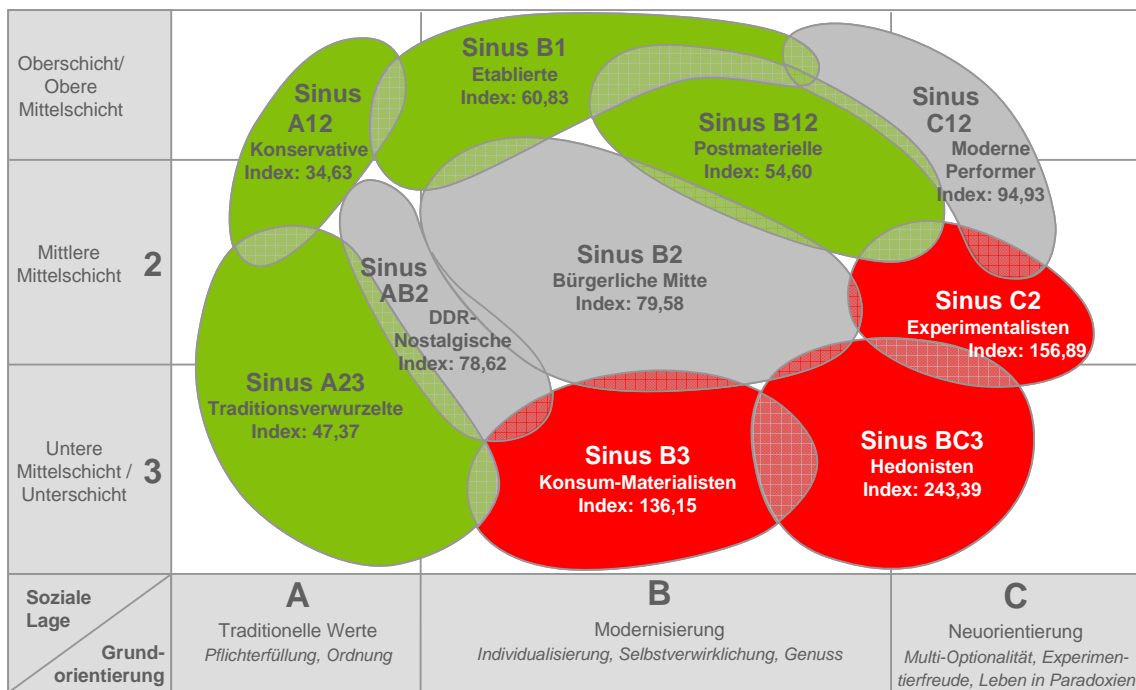 Oberschicht/
Obere
Mittelschicht
Sinus B1
Etablierte
Index: 60,83
Sinus
A12
Konservative
Index: 34,63
Sinus B12
Postmaterielle
Index: 54,60
Sinus
C12
Moderne
Performer
Index: 94,93
Mittlere
Mittelschicht
2
Sinus
AB2
DDR-
Nostalgische
Index: 78,62
Sinus B2
Bürgerliche Mitte
Index: 79,58
Sinus C2
Experimentalisten
Index: 156,89
Untere
Mittelschicht /
Unterschicht
3
Sinus A23
Traditionsverwurzelte
Index: 47,37
Sinus B3
Konsum-Materialisten
Index: 136,15
Sinus BC3
Hedonisten
Index: 243,39
Soziale
Lage
Grund-
orientierung
A
Traditionelle Werte
Pflichterfüllung, Ordnung
B
Modernisierung
Individualisierung, Selbstverwirklichung, Genuss
C
Neuorientierung
Multi-Optionalität, Experimen-
tierfreude, Leben in Paradoxien